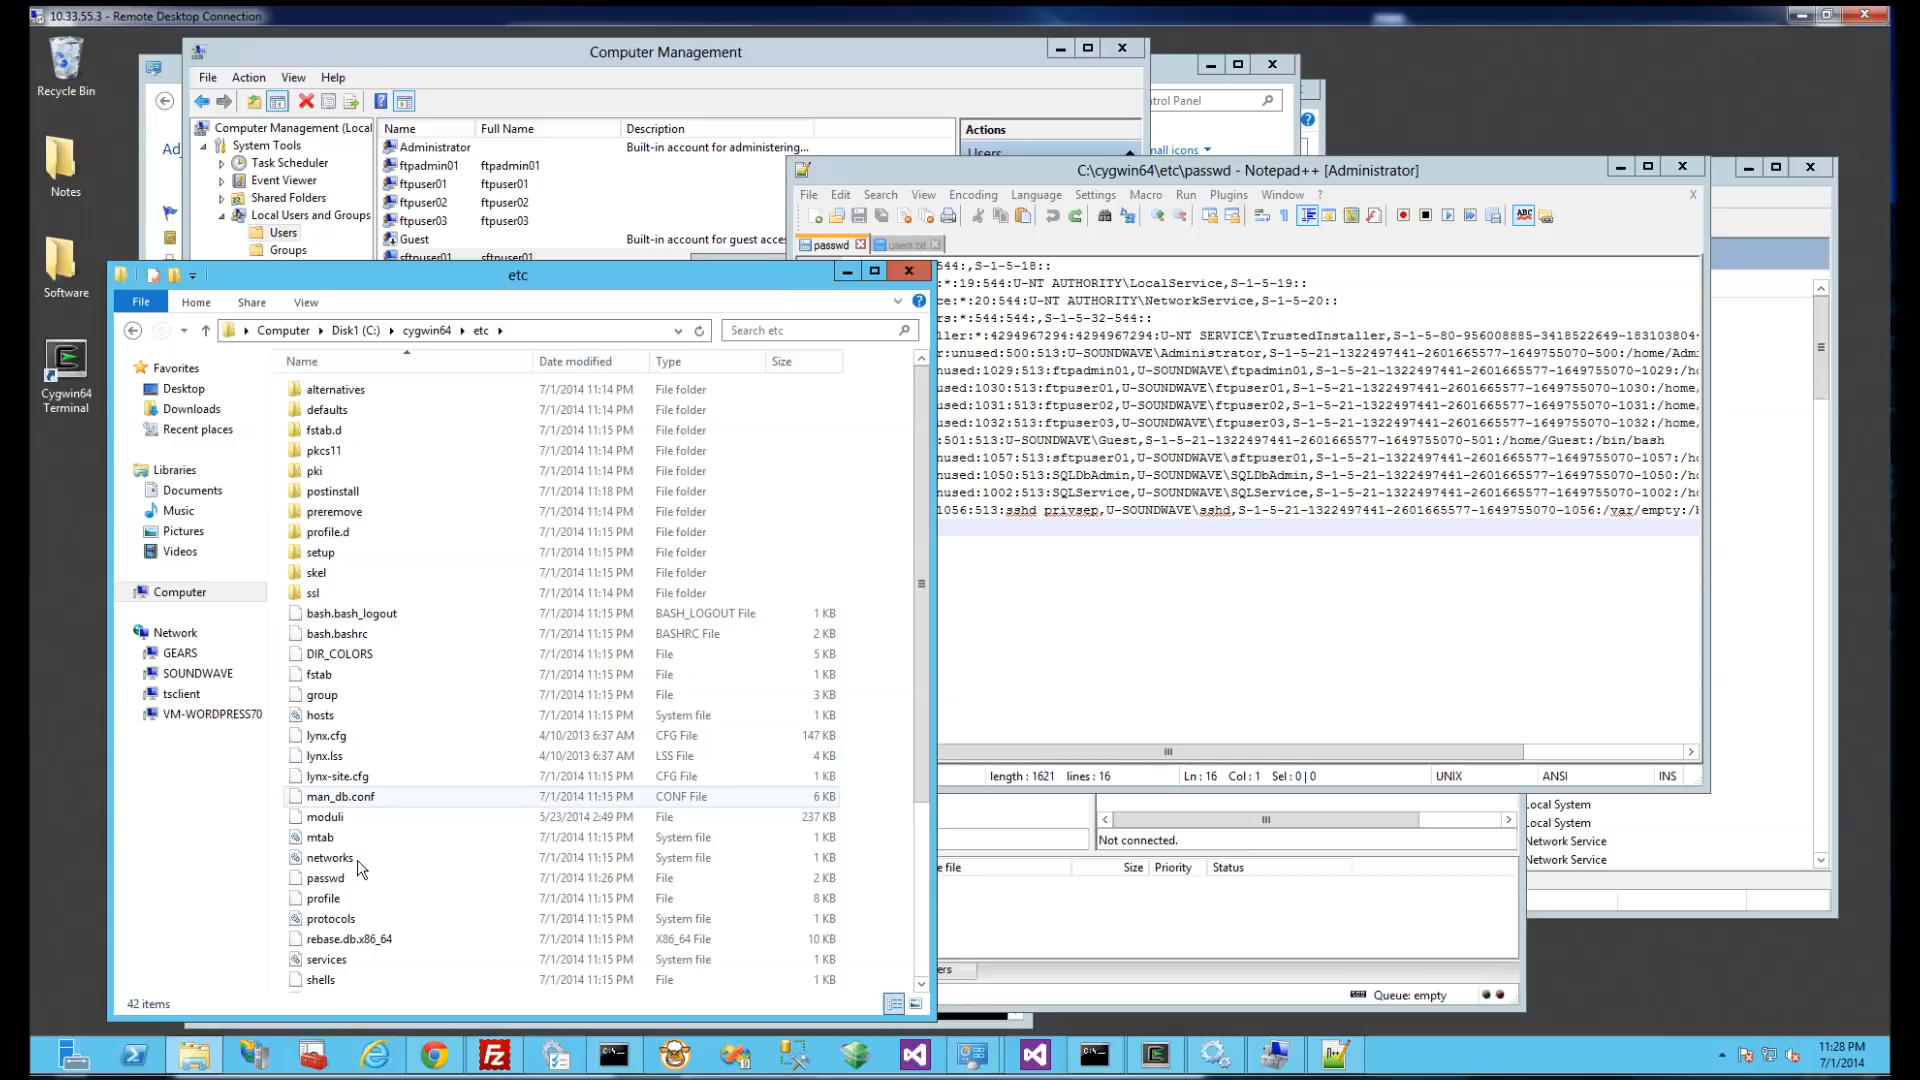 10.33.55.3 - Remote Desktop Connection
Recycle Bin
Notes
Software
Cygwin64
Terminal
Computer Management
File Action View Help
Computer Management (Local
System Tools
Task Scheduler
Event Viewer
Shared Folders
Local Users and Groups
Users
Groups
Name Full Name Description
Administrator Built-in account for administering...
ftpadmin01 ftpadmin01
ftpuser01 ftpuser01
ftpuser02 ftpuser02
ftpuser03 ftpuser03
Guest Built-in account for guest acces
sftpuser01 sftpuser01
Actions
Users
Ad
trol Panel
mall icons
C:\cygwin64\etc\passwd - Notepad++ [Administrator]
File Edit Search View Encoding Language Settings Macro Run Plugins Window ?
X
passwd users.txt
544:,S-1-5-18::
:*:19:544:U-NT AUTHORITY\LocalService,S-1-5-19::
ce:*:20:544:U-NT AUTHORITY\NetworkService,S-1-5-20::
rs:*:544:544:,S-1-5-32-544::
ller:*:4294967294:4294967294:U-NT SERVICE\TrustedInstaller,S-1-5-80-956008885-3418522649-183103804
r:unused:500:513:U-SOUNDWAVE\Administrator,S-1-5-21-1322497441-2601665577-1649755070-500:/home/Adm
nused:1029:513:ftpadmin01,U-SOUNDWAVE\ftpadmin01,S-1-5-21-1322497441-2601665577-1649755070-1029:/h
used:1030:513:ftpuser01,U-SOUNDWAVE\ftpuser01,S-1-5-21-1322497441-2601665577-1649755070-1030:/home,
used:1031:513:ftpuser02,U-SOUNDWAVE\ftpuser02,S-1-5-21-1322497441-2601665577-1649755070-1031:/home,
used:1032:513:ftpuser03,U-SOUNDWAVE\ftpuser03,S-1-5-21-1322497441-2601665577-1649755070-1032:/home,
:501:513:U-SOUNDWAVE\Guest,S-1-5-21-1322497441-2601665577-1649755070-501:/home/Guest:/bin/bash
nused:1057:513:sftpuser01,U-SOUNDWAVE\sftpuser01,S-1-5-21-1322497441-2601665577-1649755070-1057:/h
used:1050:513:SQLDbAdmin,U-SOUNDWAVE\SQLDbAdmin,S-1-5-21-1322497441-2601665577-1649755070-1050:/h
nused:1002:513:SQLService,U-SOUNDWAVE\SQLService,S-1-5-21-1322497441-2601665577-1649755070-1002:/h
1056:513:sshd privsep,U-SOUNDWAVE\sshd,S-1-5-21-1322497441-2601665577-1649755070-1056:/var/empty:/
length : 1621 lines : 16 Ln : 16 Col : 1 Sel : 0 | 0 UNIX ANSI INS
etc
File Home Share View
Computer Disk1 (C:) cygwin64 etc
Search etc
Favorites
Desktop
Downloads
Recent places
Libraries
Documents
Music
Pictures
Videos
Computer
Network
GEARS
SOUNDWAVE
tsclient
VM-WORDPRESS70
Name Date modified Type Size
alternatives 7/1/2014 11:14 PM File folder
defaults 7/1/2014 11:14 PM File folder
fstab.d 7/1/2014 11:15 PM File folder
pkcs11 7/1/2014 11:14 PM File folder
pki 7/1/2014 11:14 PM File folder
postinstall 7/1/2014 11:18 PM File folder
preremove 7/1/2014 11:15 PM File folder
profile.d 7/1/2014 11:15 PM File folder
setup 7/1/2014 11:15 PM File folder
skel 7/1/2014 11:15 PM File folder
ssl 7/1/2014 11:14 PM File folder
bash.bash_logout 7/1/2014 11:15 PM BASH_LOGOUT File 1 KB
bash.bashrc 7/1/2014 11:15 PM BASHRC File 2 KB
DIR_COLORS 7/1/2014 11:15 PM File 5 KB
fstab 7/1/2014 11:15 PM File 1 KB
group 7/1/2014 11:15 PM File 3 KB
hosts 7/1/2014 11:15 PM System file 1 KB
lynx.cfg 4/10/2013 6:37 AM CFG File 147 KB
lynx.lss 4/10/2013 6:37 AM LSS File 4 KB
lynx-site.cfg 7/1/2014 11:15 PM CFG File 1 KB
man_db.conf 7/1/2014 11:15 PM CONF File 6 KB
moduli 5/23/2014 2:49 PM File 237 KB
mtab 7/1/2014 11:15 PM System file 1 KB
networks 7/1/2014 11:15 PM System file 1 KB
passwd 7/1/2014 11:26 PM File 2 KB
profile 7/1/2014 11:15 PM File 8 KB
protocols 7/1/2014 11:15 PM System file 1 KB
rebase.db.x86_64 7/1/2014 11:15 PM X86_64 File 10 KB
services 7/1/2014 11:15 PM System file 1 KB
shells 7/1/2014 11:15 PM File 1 KB
42 items
Not connected.
e file Size Priority Status
ers
Queue: empty
Local System
Local System
Network Service
Network Service
11:28 PM
7/1/2014